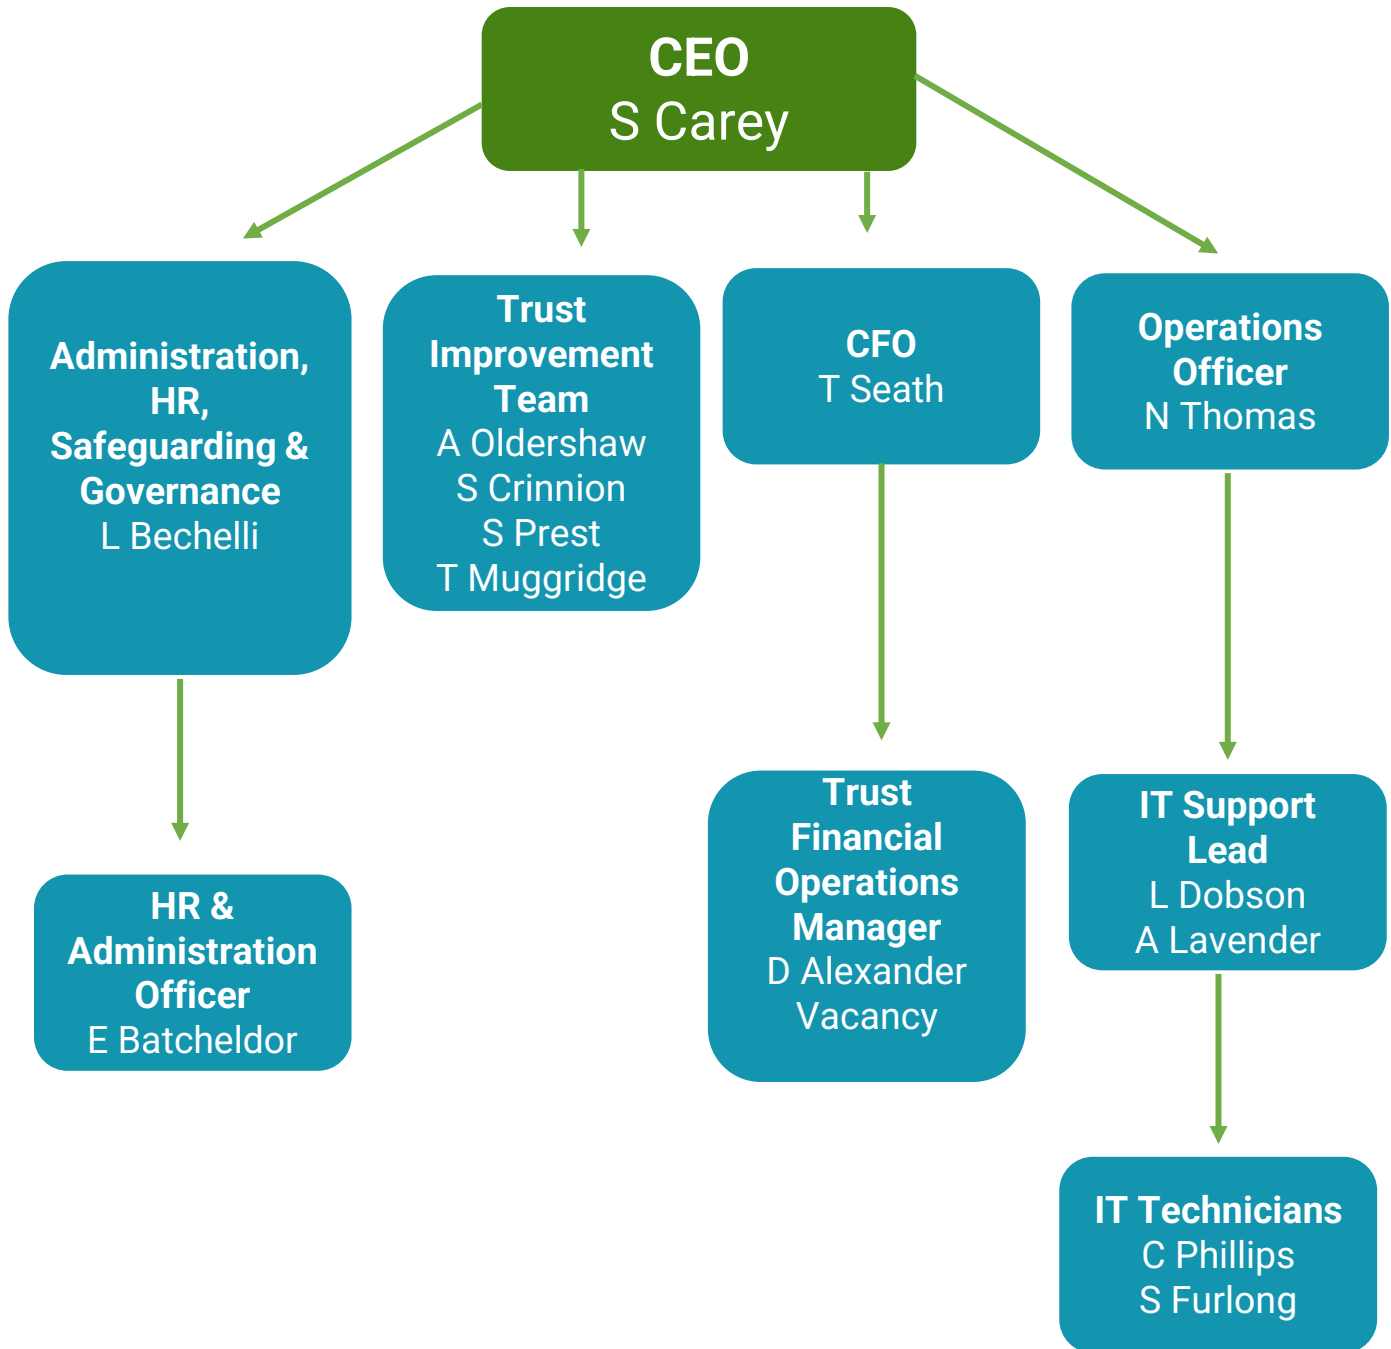 CEO
S Carey
Administration,
HR,
Safeguarding &
Governance
L Bechelli
Trust
Improvement
Team
A Oldershaw
S Crinnion
S Prest
T Muggridge
CFO
T Seath
Operations
Officer
N Thomas
HR &
Administration
Officer
E Batcheldor
Trust
Financial
Operations
Manager
D Alexander
Vacancy
IT Support
Lead
L Dobson
A Lavender
IT Technicians
C Phillips
S Furlong